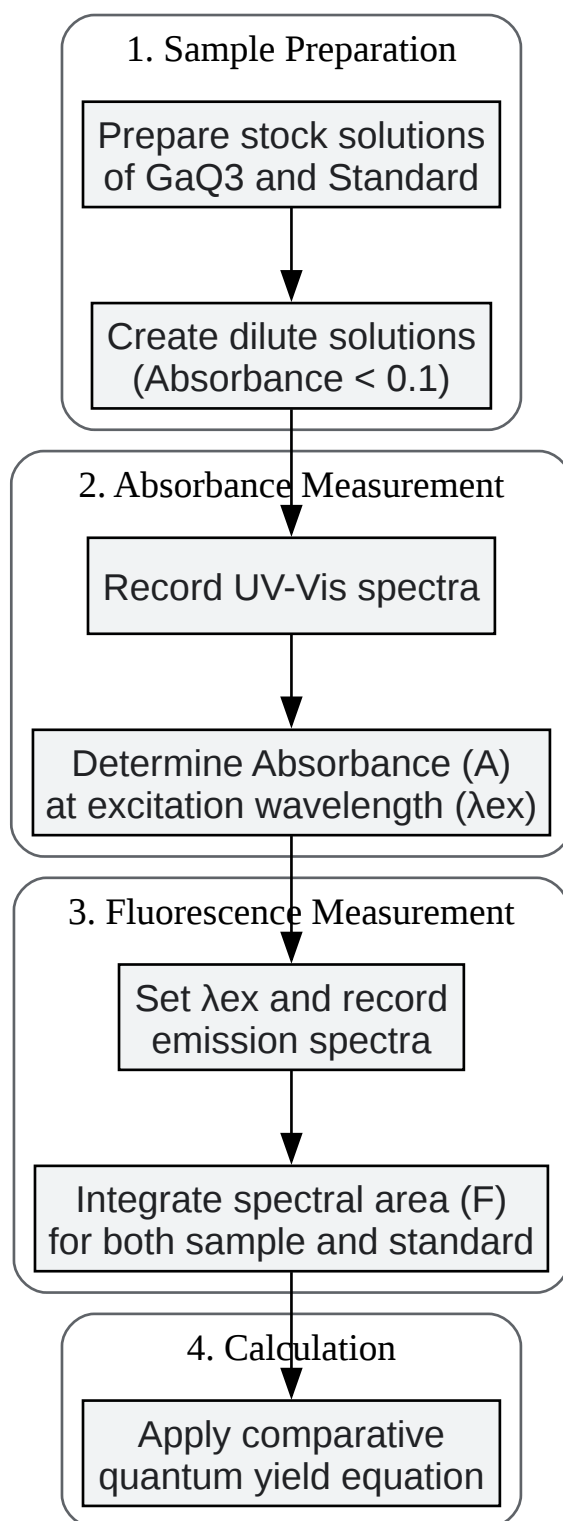 1. Sample Preparation
Prepare stock solutions
of GaQ3 and Standard
Create dilute solutions
(Absorbance < 0.1)
2. Absorbance Measurement
Record UV-Vis spectra
Determine Absorbance (A)
at excitation wavelength (λex)
3. Fluorescence Measurement
Set λex and record
emission spectra
Integrate spectral area (F)
for both sample and standard
4. Calculation
Apply comparative
quantum yield equation